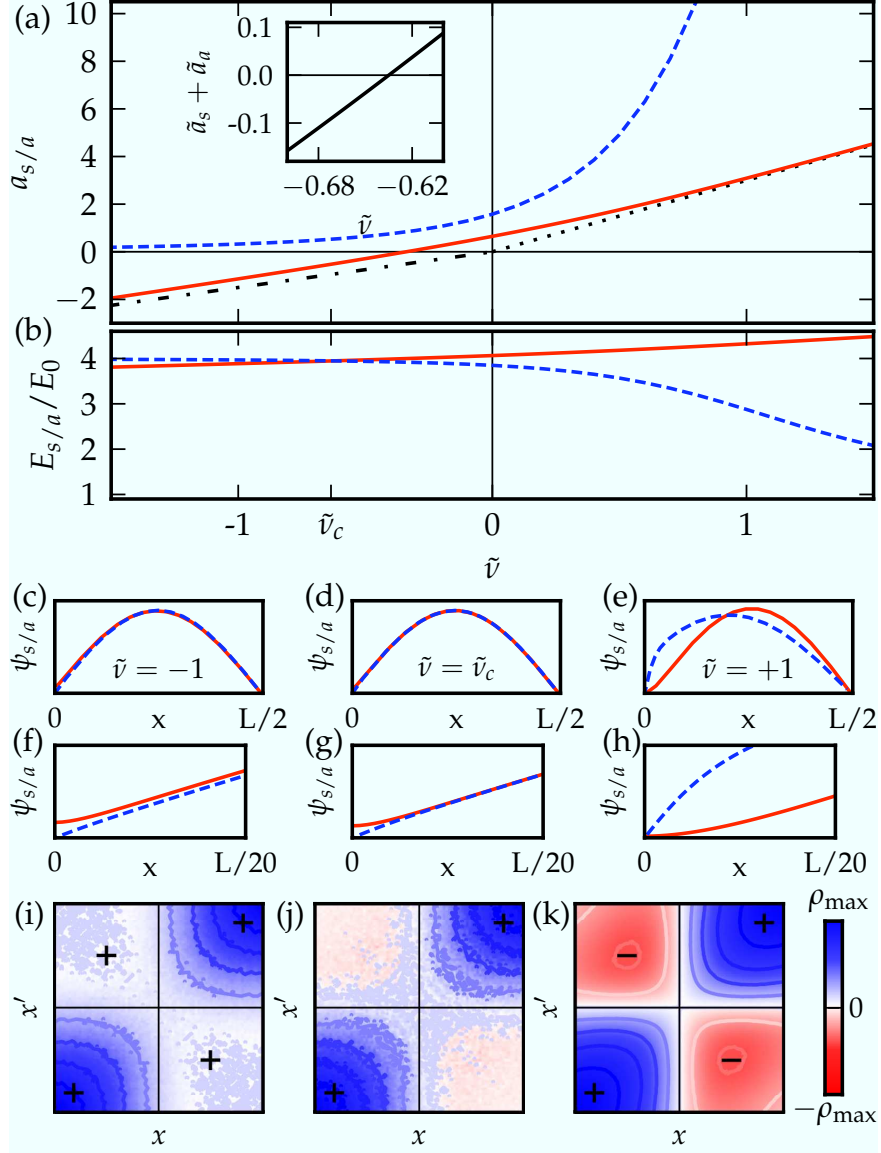 (a)
10
8
6
4
2
0
−2
a_{s/a}
0.1
0.0
-0.1
ã_s + ã_a
−0.68
−0.62
ν̃
(b)
4
3
2
1
E_{s/a}/E_0
-1
ν̃_c
0
1
ν̃
(c)
ψ_{s/a}
ν̃ = −1
0
x
L/2
(d)
ψ_{s/a}
ν̃ = ν̃_c
0
x
L/2
(e)
ψ_{s/a}
ν̃ = +1
0
x
L/2
(f)
ψ_{s/a}
0
x
L/20
(g)
ψ_{s/a}
0
x
L/20
(h)
ψ_{s/a}
0
x
L/20
(i)
+
+
+
+
x′
x
(j)
+
+
x′
x
(k)
−
+
+
−
x′
x
ρ_max
0
−ρ_max